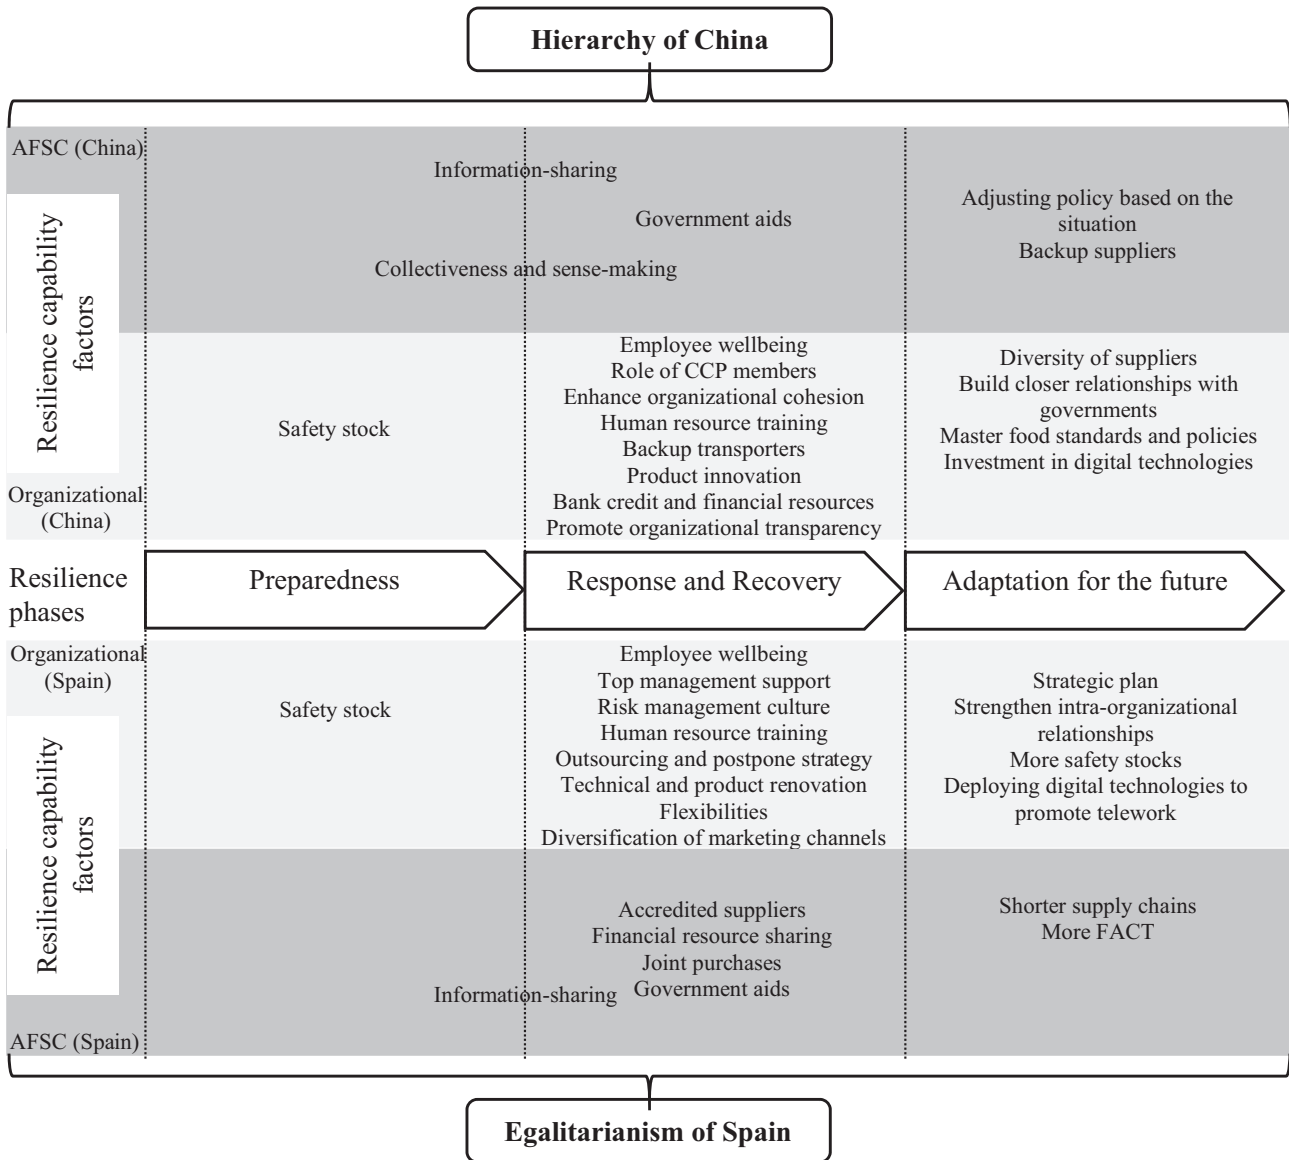 Hierarchy of China
AFSC (China)
Information-sharing
Government aids
Collectiveness and sense-making
Adjusting policy based on the
situation
Backup suppliers
Resilience capability
factors
Organizational
(China)
Safety stock
Employee wellbeing
Role of CCP members
Enhance organizational cohesion
Human resource training
Backup transporters
Product innovation
Bank credit and financial resources
Promote organizational transparency
Diversity of suppliers
Build closer relationships with
governments
Master food standards and policies
Investment in digital technologies
Resilience
phases
Preparedness
Response and Recovery
Adaptation for the future
Organizational
(Spain)
Resilience capability
factors
Safety stock
Employee wellbeing
Top management support
Risk management culture
Human resource training
Outsourcing and postpone strategy
Technical and product renovation
Flexibilities
Diversification of marketing channels
Strategic plan
Strengthen intra-organizational
relationships
More safety stocks
Deploying digital technologies to
promote telework
Accredited suppliers
Financial resource sharing
Joint purchases
Government aids
Information-sharing
Shorter supply chains
More FACT
AFSC (Spain)
Egalitarianism of Spain